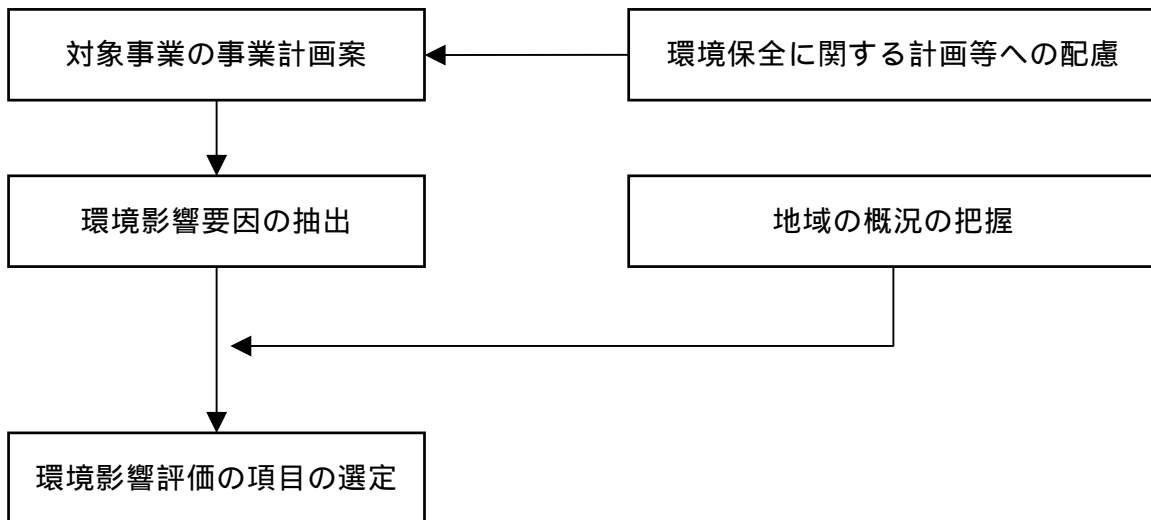 対象事業の事業計画案
環境保全に関する計画等への配慮
環境影響要因の抽出
地域の概況の把握
環境影響評価の項目の選定